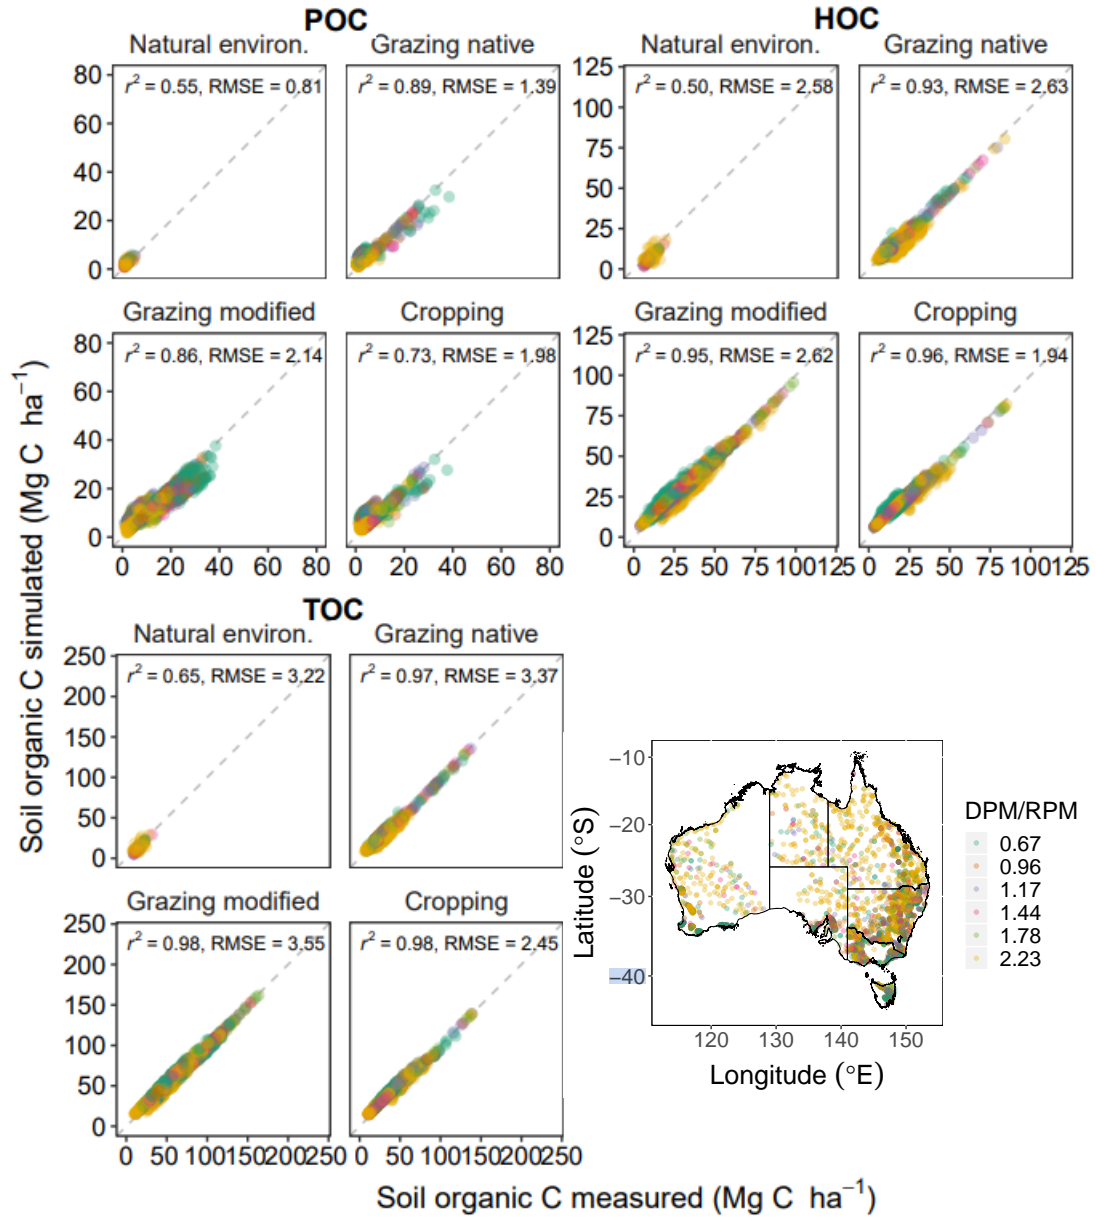 POC
HOC
Natural environ.
Grazing native
Natural environ.
Grazing native
80
60
40
20
0
r² = 0.55, RMSE = 0.81
r² = 0.89, RMSE = 1.39
125
100
75
50
25
0
r² = 0.50, RMSE = 2.58
r² = 0.93, RMSE = 2.63
Grazing modified
Cropping
Grazing modified
Cropping
80
60
40
20
0
r² = 0.86, RMSE = 2.14
r² = 0.73, RMSE = 1.98
125
100
75
50
25
0
r² = 0.95, RMSE = 2.62
r² = 0.96, RMSE = 1.94
0 20 40 60 80
0 20 40 60 80
0 25 50 75 100125
0 25 50 75 100125
Soil organic C simulated (Mg C ha⁻¹)
TOC
Natural environ.
Grazing native
250
200
150
100
50
0
r² = 0.65, RMSE = 3.22
r² = 0.97, RMSE = 3.37
Grazing modified
Cropping
250
200
150
100
50
0
r² = 0.98, RMSE = 3.55
r² = 0.98, RMSE = 2.45
0 50 100150200250
0 50 100150200250
Soil organic C measured (Mg C ha⁻¹)
Latitude (°S)
−10
−20
−30
−40
120 130 140 150
Longitude (°E)
DPM/RPM
0.67
0.96
1.17
1.44
1.78
2.23